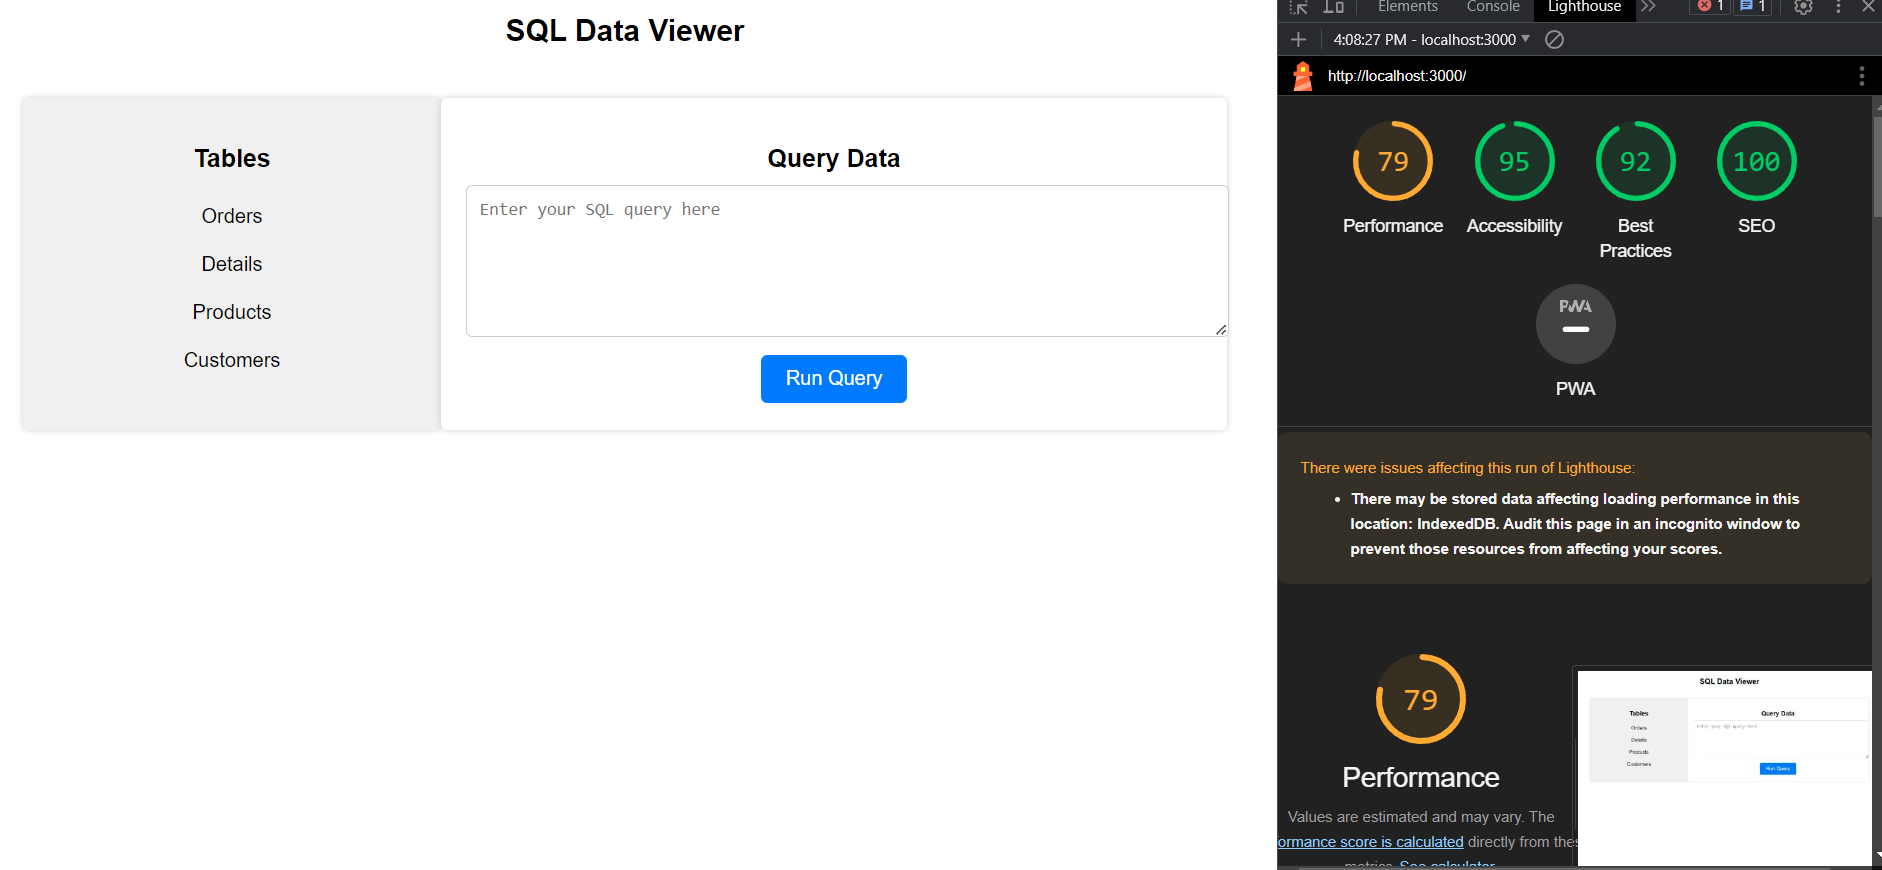 SQL Data Viewer
Tables
Orders
Details
Products
Customers
Query Data
Enter your SQL query here
Run Query
Elements Console Lighthouse 1 1
4:08:27 PM - localhost:3000
http://localhost:3000/
79 95 92 100
Performance Accessibility Best Practices SEO
PWA
PWA
There were issues affecting this run of Lighthouse:
There may be stored data affecting loading performance in this
location: IndexedDB. Audit this page in an incognito window to
prevent those resources from affecting your scores.
79
Performance
Values are estimated and may vary. The
ormance score is calculated directly from thes
metrics. See calculator.
SQL Data Viewer
Tables
Orders
Details
Products
Customers
Query Data
Enter your SQL query here
Run Query